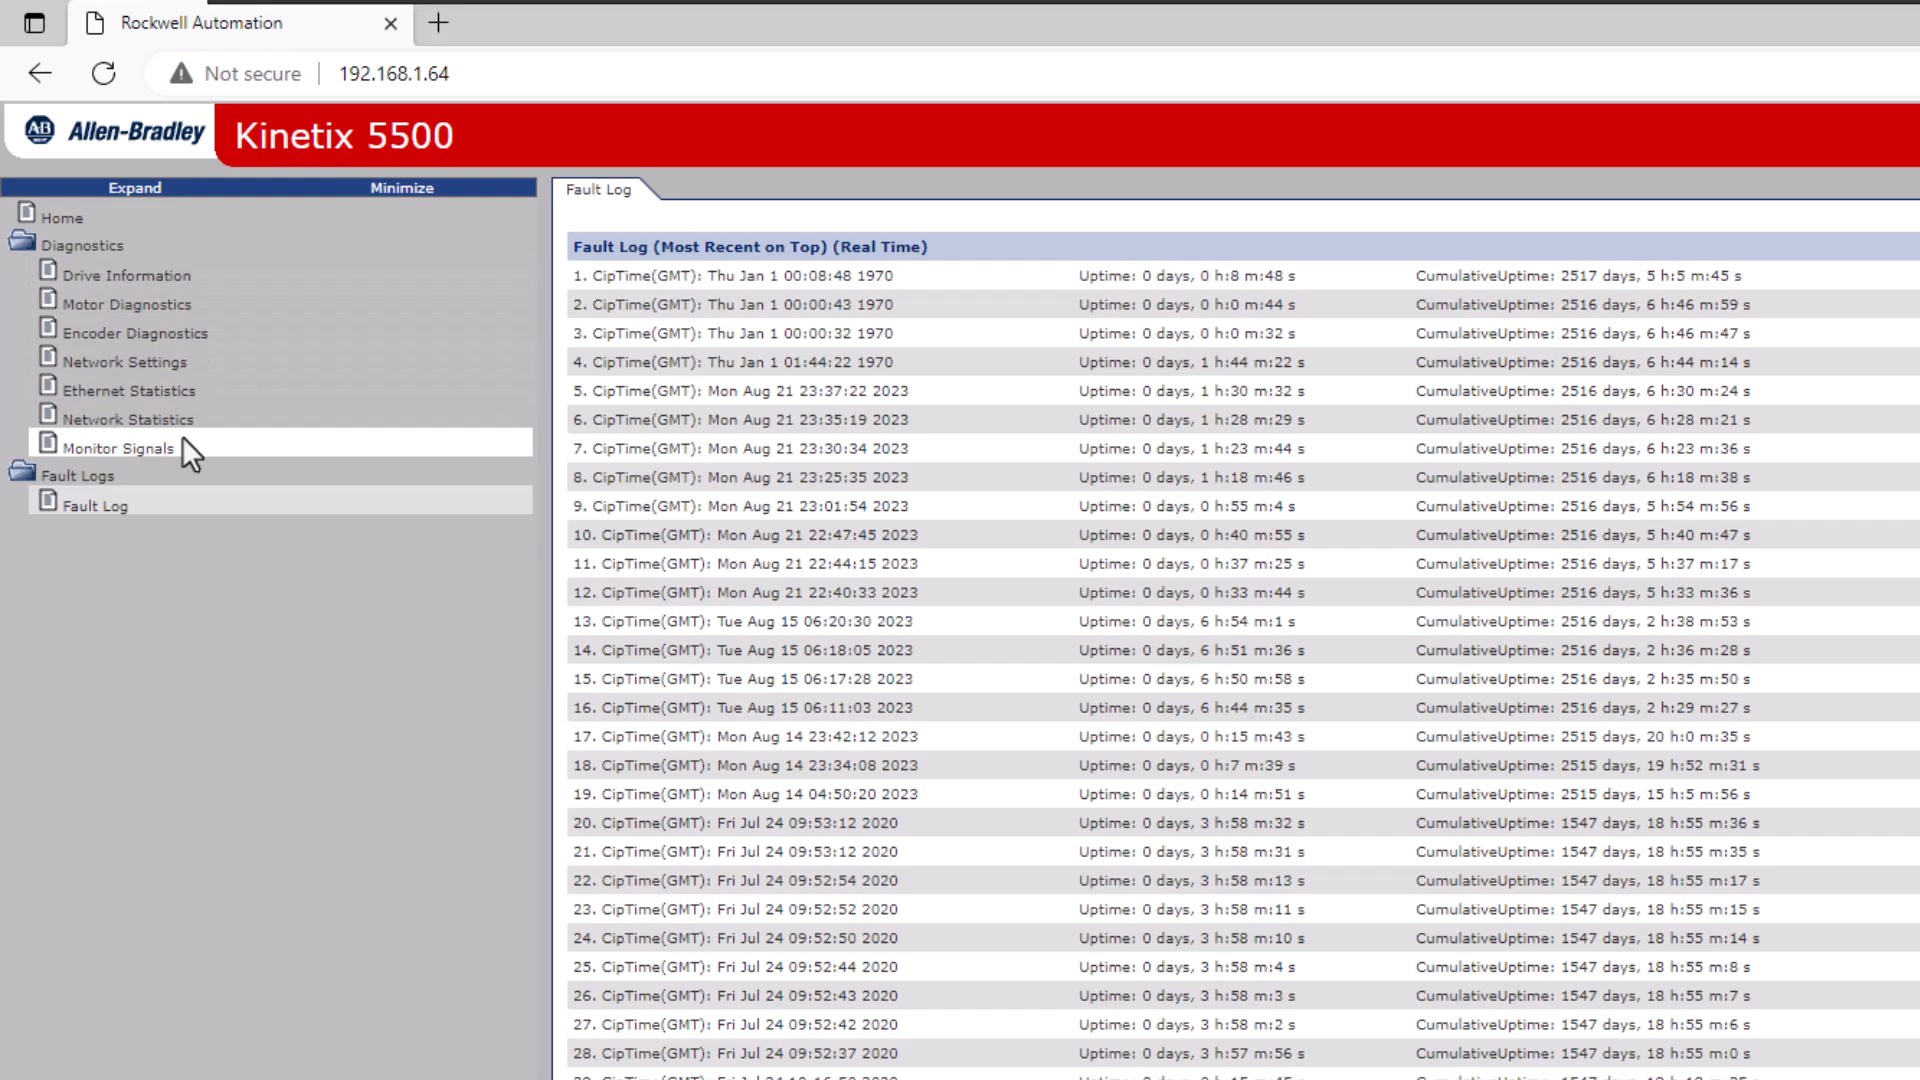 Rockwell Automation
Not secure 192.168.1.64
AB Allen-Bradley Kinetix 5500
Expand Minimize
Home
Diagnostics
Drive Information
Motor Diagnostics
Encoder Diagnostics
Network Settings
Ethernet Statistics
Network Statistics
Monitor Signals
Fault Logs
Fault Log
Fault Log
Fault Log (Most Recent on Top) (Real Time)
1. CipTime(GMT): Thu Jan 1 00:08:48 1970 Uptime: 0 days, 0 h:8 m:48 s CumulativeUptime: 2517 days, 5 h:5 m:45 s
2. CipTime(GMT): Thu Jan 1 00:00:43 1970 Uptime: 0 days, 0 h:0 m:44 s CumulativeUptime: 2516 days, 6 h:46 m:59 s
3. CipTime(GMT): Thu Jan 1 00:00:32 1970 Uptime: 0 days, 0 h:0 m:32 s CumulativeUptime: 2516 days, 6 h:46 m:47 s
4. CipTime(GMT): Thu Jan 1 01:44:22 1970 Uptime: 0 days, 1 h:44 m:22 s CumulativeUptime: 2516 days, 6 h:44 m:14 s
5. CipTime(GMT): Mon Aug 21 23:37:22 2023 Uptime: 0 days, 1 h:30 m:32 s CumulativeUptime: 2516 days, 6 h:30 m:24 s
6. CipTime(GMT): Mon Aug 21 23:35:19 2023 Uptime: 0 days, 1 h:28 m:29 s CumulativeUptime: 2516 days, 6 h:28 m:21 s
7. CipTime(GMT): Mon Aug 21 23:30:34 2023 Uptime: 0 days, 1 h:23 m:44 s CumulativeUptime: 2516 days, 6 h:23 m:36 s
8. CipTime(GMT): Mon Aug 21 23:25:35 2023 Uptime: 0 days, 1 h:18 m:46 s CumulativeUptime: 2516 days, 6 h:18 m:38 s
9. CipTime(GMT): Mon Aug 21 23:01:54 2023 Uptime: 0 days, 0 h:55 m:4 s CumulativeUptime: 2516 days, 5 h:54 m:56 s
10. CipTime(GMT): Mon Aug 21 22:47:45 2023 Uptime: 0 days, 0 h:40 m:55 s CumulativeUptime: 2516 days, 5 h:40 m:47 s
11. CipTime(GMT): Mon Aug 21 22:44:15 2023 Uptime: 0 days, 0 h:37 m:25 s CumulativeUptime: 2516 days, 5 h:37 m:17 s
12. CipTime(GMT): Mon Aug 21 22:40:33 2023 Uptime: 0 days, 0 h:33 m:44 s CumulativeUptime: 2516 days, 5 h:33 m:36 s
13. CipTime(GMT): Tue Aug 15 06:20:30 2023 Uptime: 0 days, 6 h:54 m:1 s CumulativeUptime: 2516 days, 2 h:38 m:53 s
14. CipTime(GMT): Tue Aug 15 06:18:05 2023 Uptime: 0 days, 6 h:51 m:36 s CumulativeUptime: 2516 days, 2 h:36 m:28 s
15. CipTime(GMT): Tue Aug 15 06:17:28 2023 Uptime: 0 days, 6 h:50 m:58 s CumulativeUptime: 2516 days, 2 h:35 m:50 s
16. CipTime(GMT): Tue Aug 15 06:11:03 2023 Uptime: 0 days, 6 h:44 m:35 s CumulativeUptime: 2516 days, 2 h:29 m:27 s
17. CipTime(GMT): Mon Aug 14 23:42:12 2023 Uptime: 0 days, 0 h:15 m:43 s CumulativeUptime: 2515 days, 20 h:0 m:35 s
18. CipTime(GMT): Mon Aug 14 23:34:08 2023 Uptime: 0 days, 0 h:7 m:39 s CumulativeUptime: 2515 days, 19 h:52 m:31 s
19. CipTime(GMT): Mon Aug 14 04:50:20 2023 Uptime: 0 days, 0 h:14 m:51 s CumulativeUptime: 2515 days, 15 h:5 m:56 s
20. CipTime(GMT): Fri Jul 24 09:53:12 2020 Uptime: 0 days, 3 h:58 m:32 s CumulativeUptime: 1547 days, 18 h:55 m:36 s
21. CipTime(GMT): Fri Jul 24 09:53:12 2020 Uptime: 0 days, 3 h:58 m:31 s CumulativeUptime: 1547 days, 18 h:55 m:35 s
22. CipTime(GMT): Fri Jul 24 09:52:54 2020 Uptime: 0 days, 3 h:58 m:13 s CumulativeUptime: 1547 days, 18 h:55 m:17 s
23. CipTime(GMT): Fri Jul 24 09:52:52 2020 Uptime: 0 days, 3 h:58 m:11 s CumulativeUptime: 1547 days, 18 h:55 m:15 s
24. CipTime(GMT): Fri Jul 24 09:52:50 2020 Uptime: 0 days, 3 h:58 m:10 s CumulativeUptime: 1547 days, 18 h:55 m:14 s
25. CipTime(GMT): Fri Jul 24 09:52:44 2020 Uptime: 0 days, 3 h:58 m:4 s CumulativeUptime: 1547 days, 18 h:55 m:8 s
26. CipTime(GMT): Fri Jul 24 09:52:43 2020 Uptime: 0 days, 3 h:58 m:3 s CumulativeUptime: 1547 days, 18 h:55 m:7 s
27. CipTime(GMT): Fri Jul 24 09:52:42 2020 Uptime: 0 days, 3 h:58 m:2 s CumulativeUptime: 1547 days, 18 h:55 m:6 s
28. CipTime(GMT): Fri Jul 24 09:52:37 2020 Uptime: 0 days, 3 h:57 m:56 s CumulativeUptime: 1547 days, 18 h:55 m:0 s